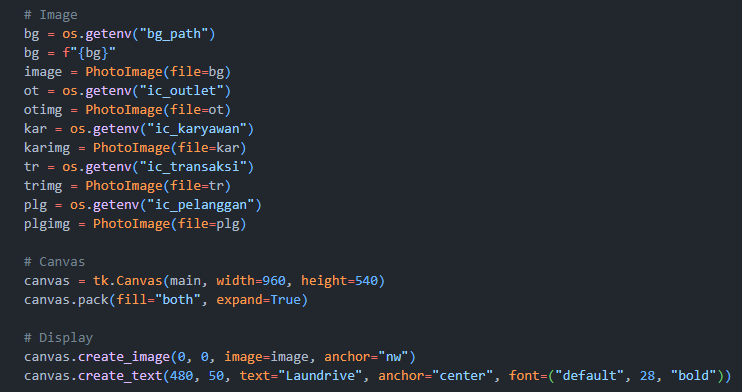 # Image
bg = os.getenv("bg_path")
bg = f"{bg}"
image = PhotoImage(file=bg)
ot = os.getenv("ic_outlet")
otimg = PhotoImage(file=ot)
kar = os.getenv("ic_karyawan")
karimg = PhotoImage(file=kar)
tr = os.getenv("ic_transaksi")
trimg = PhotoImage(file=tr)
plg = os.getenv("ic_pelanggan")
plgimg = PhotoImage(file=plg)
# Canvas
canvas = tk.Canvas(main, width=960, height=540)
canvas.pack(fill="both", expand=True)
# Display
canvas.create_image(0, 0, image=image, anchor="nw")
canvas.create_text(480, 50, text="Laundrive", anchor="center", font=("default", 28, "bold"))